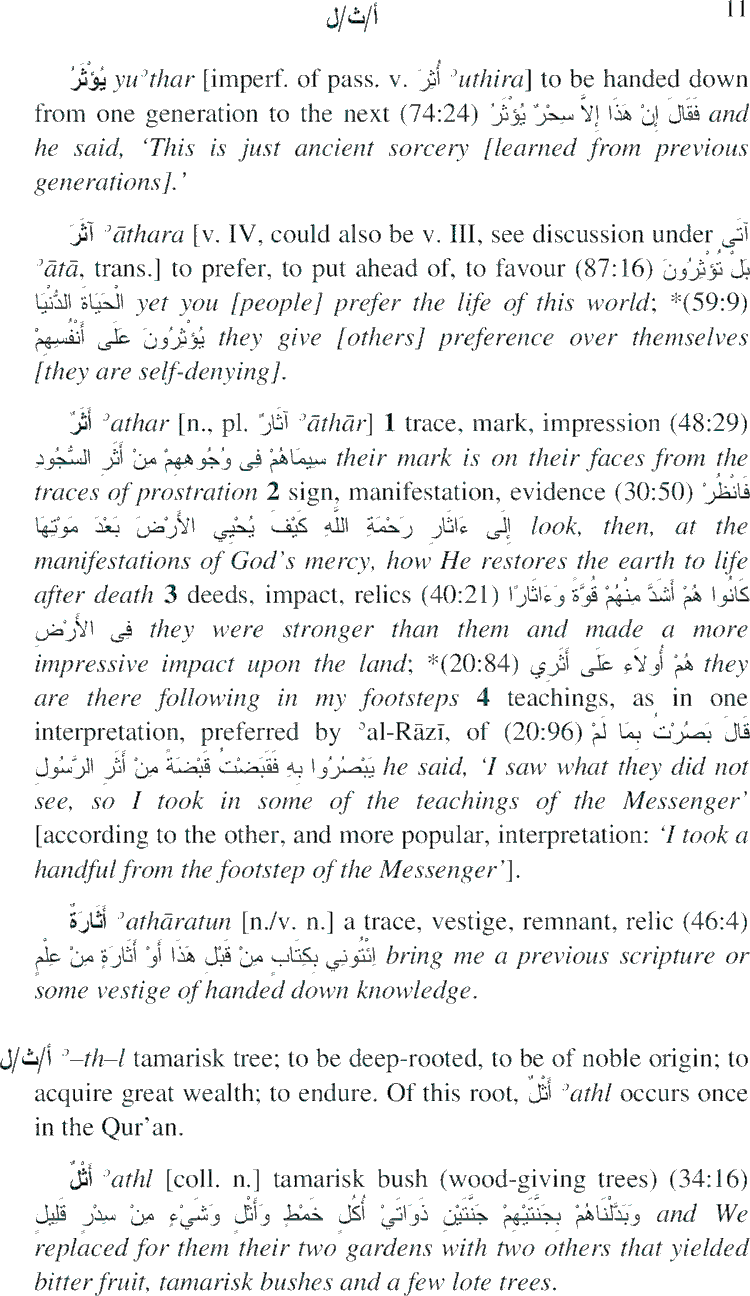 أ/ث/ل 11
يُؤْثَرُ yuʾthar [imperf. of pass. v. أُثِرَ ʾuthira] to be handed down
from one generation to the next (74:24) فَقَالَ إِنْ هَذَا إِلاَّ سِحْرٌ يُؤْثَرُ and
he said, ‘This is just ancient sorcery [learned from previous
generations].’
آثَرَ ʾāthara [v. IV, could also be v. III, see discussion under آتَى
ʾātā, trans.] to prefer, to put ahead of, to favour (87:16) بَلْ تُؤْثِرُونَ
الْحَيَاةَ الدُّنْيَا yet you [people] prefer the life of this world; *(59:9)
يُؤْثِرُونَ عَلَى أَنْفُسِهِمْ they give [others] preference over themselves
[they are self-denying].
أَثَرٌ ʾathar [n., pl. آثَارٌ ʾāthār] 1 trace, mark, impression (48:29)
سِيمَاهُمْ فِى وُجُوهِهِمْ مِنْ أَثَرِ السُّجُودِ their mark is on their faces from the
traces of prostration 2 sign, manifestation, evidence (30:50) فَانْظُرْ
إِلَى ءَاثَارِ رَحْمَةِ اللَّهِ كَيْفَ يُحْيِي الأَرْضَ بَعْدَ مَوْتِهَا look, then, at the
manifestations of God’s mercy, how He restores the earth to life
after death 3 deeds, impact, relics (40:21) كَانُوا هُمْ أَشَدَّ مِنْهُمْ قُوَّةً وَءَاثَارًا
فِى الأَرْضِ they were stronger than them and made a more
impressive impact upon the land; *(20:84) هُمْ أُولاَءِ عَلَى أَثَرِي they
are there following in my footsteps 4 teachings, as in one
interpretation, preferred by ʾal-Rāzī, of (20:96) قَالَ بَصُرْتُ بِمَا لَمْ
يَبْصُرُوا بِهِ فَقَبَضْتُ قَبْضَةً مِنْ أَثَرِ الرَّسُولِ he said, ‘I saw what they did not
see, so I took in some of the teachings of the Messenger’
[according to the other, and more popular, interpretation: ‘I took a
handful from the footstep of the Messenger’].
أَثَارَةٌ ʾathāratun [n./v. n.] a trace, vestige, remnant, relic (46:4)
اِئْتُونِي بِكِتَابٍ مِنْ قَبْلِ هَذَا أَوْ أَثَارَةٍ مِنْ عِلْمٍ bring me a previous scripture or
some vestige of handed down knowledge.
أ/ث/ل ʾ–th–l tamarisk tree; to be deep-rooted, to be of noble origin; to
acquire great wealth; to endure. Of this root, أَثْلٌ ʾathl occurs once
in the Qur’an.
أَثْلٌ ʾathl [coll. n.] tamarisk bush (wood-giving trees) (34:16)
وَبَدَّلْنَاهُمْ بِجَنَّتَيْهِمْ جَنَّتَيْنِ ذَوَاتَيْ أُكُلٍ خَمْطٍ وَأَثْلٍ وَشَيْءٍ مِنْ سِدْرٍ قَلِيلٍ and We
replaced for them their two gardens with two others that yielded
bitter fruit, tamarisk bushes and a few lote trees.